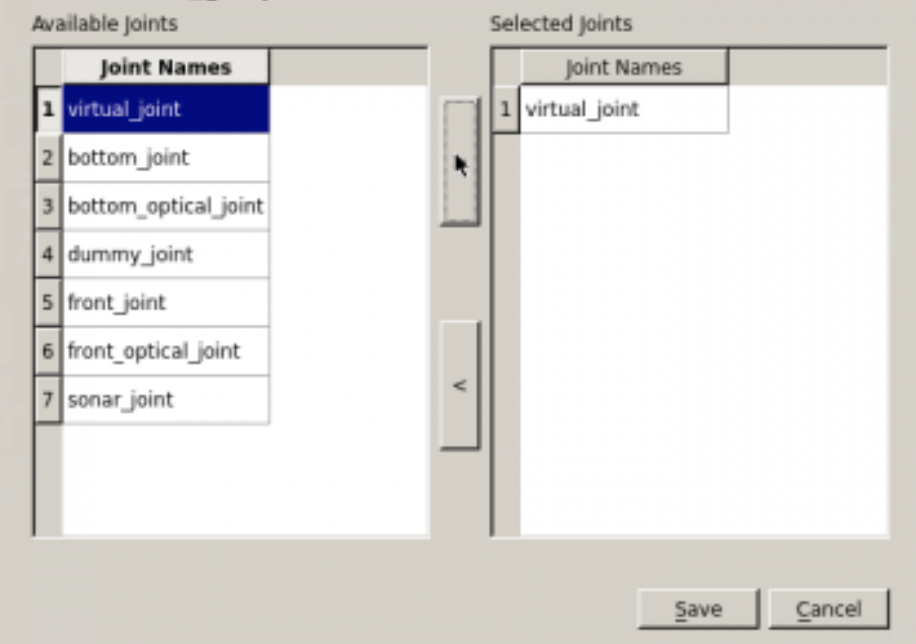 Available Joints
Joint Names
1 virtual_joint
2 bottom_joint
3 bottom_optical_joint
4 dummy_joint
5 front_joint
6 front_optical_joint
7 sonar_joint
<
Selected Joints
Joint Names
1 virtual_joint
Save Cancel